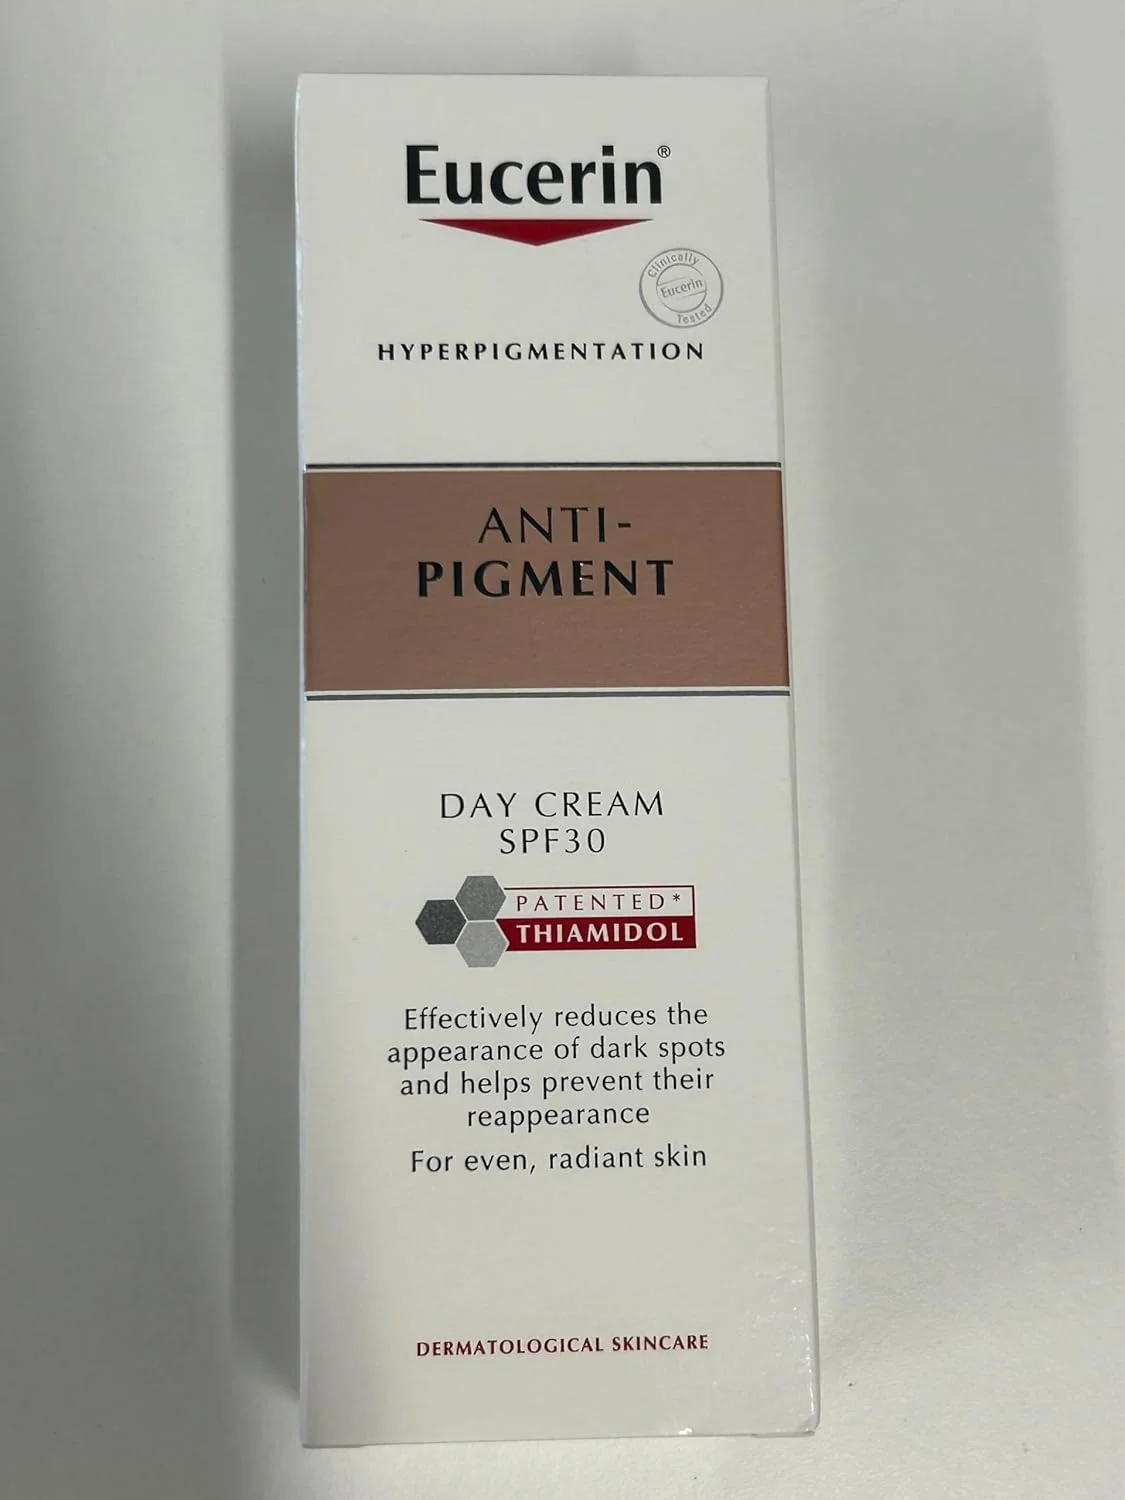 Eucerin®
Clinically
Eucerin
Tested
HYPERPIGMENTATION
ANTI-
PIGMENT
DAY CREAM
SPF30
PATENTED*
THIAMIDOL
Effectively reduces the
appearance of dark spots
and helps prevent their
reappearance
For even, radiant skin
DERMATOLOGICAL SKINCARE